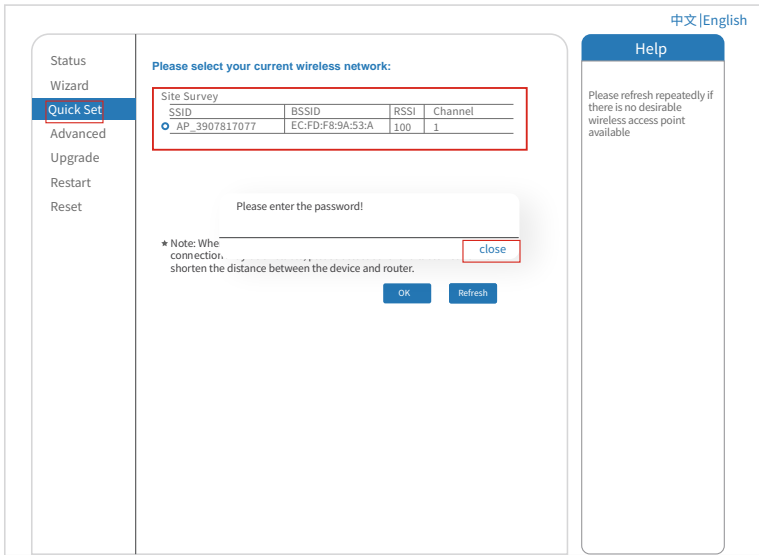 中文|English
Status
Wizard
Quick Set
Advanced
Upgrade
Restart
Reset
Please select your current wireless network:
Site Survey
SSID BSSID RSSI Channel
AP_3907817077 EC:FD:F8:9A:53:A 100 1
Please enter the password!
close
* Note: Whe
connection
shorten the distance between the device and router.
OK Refresh
Help
Please refresh repeatedly if
there is no desirable
wireless access point
available